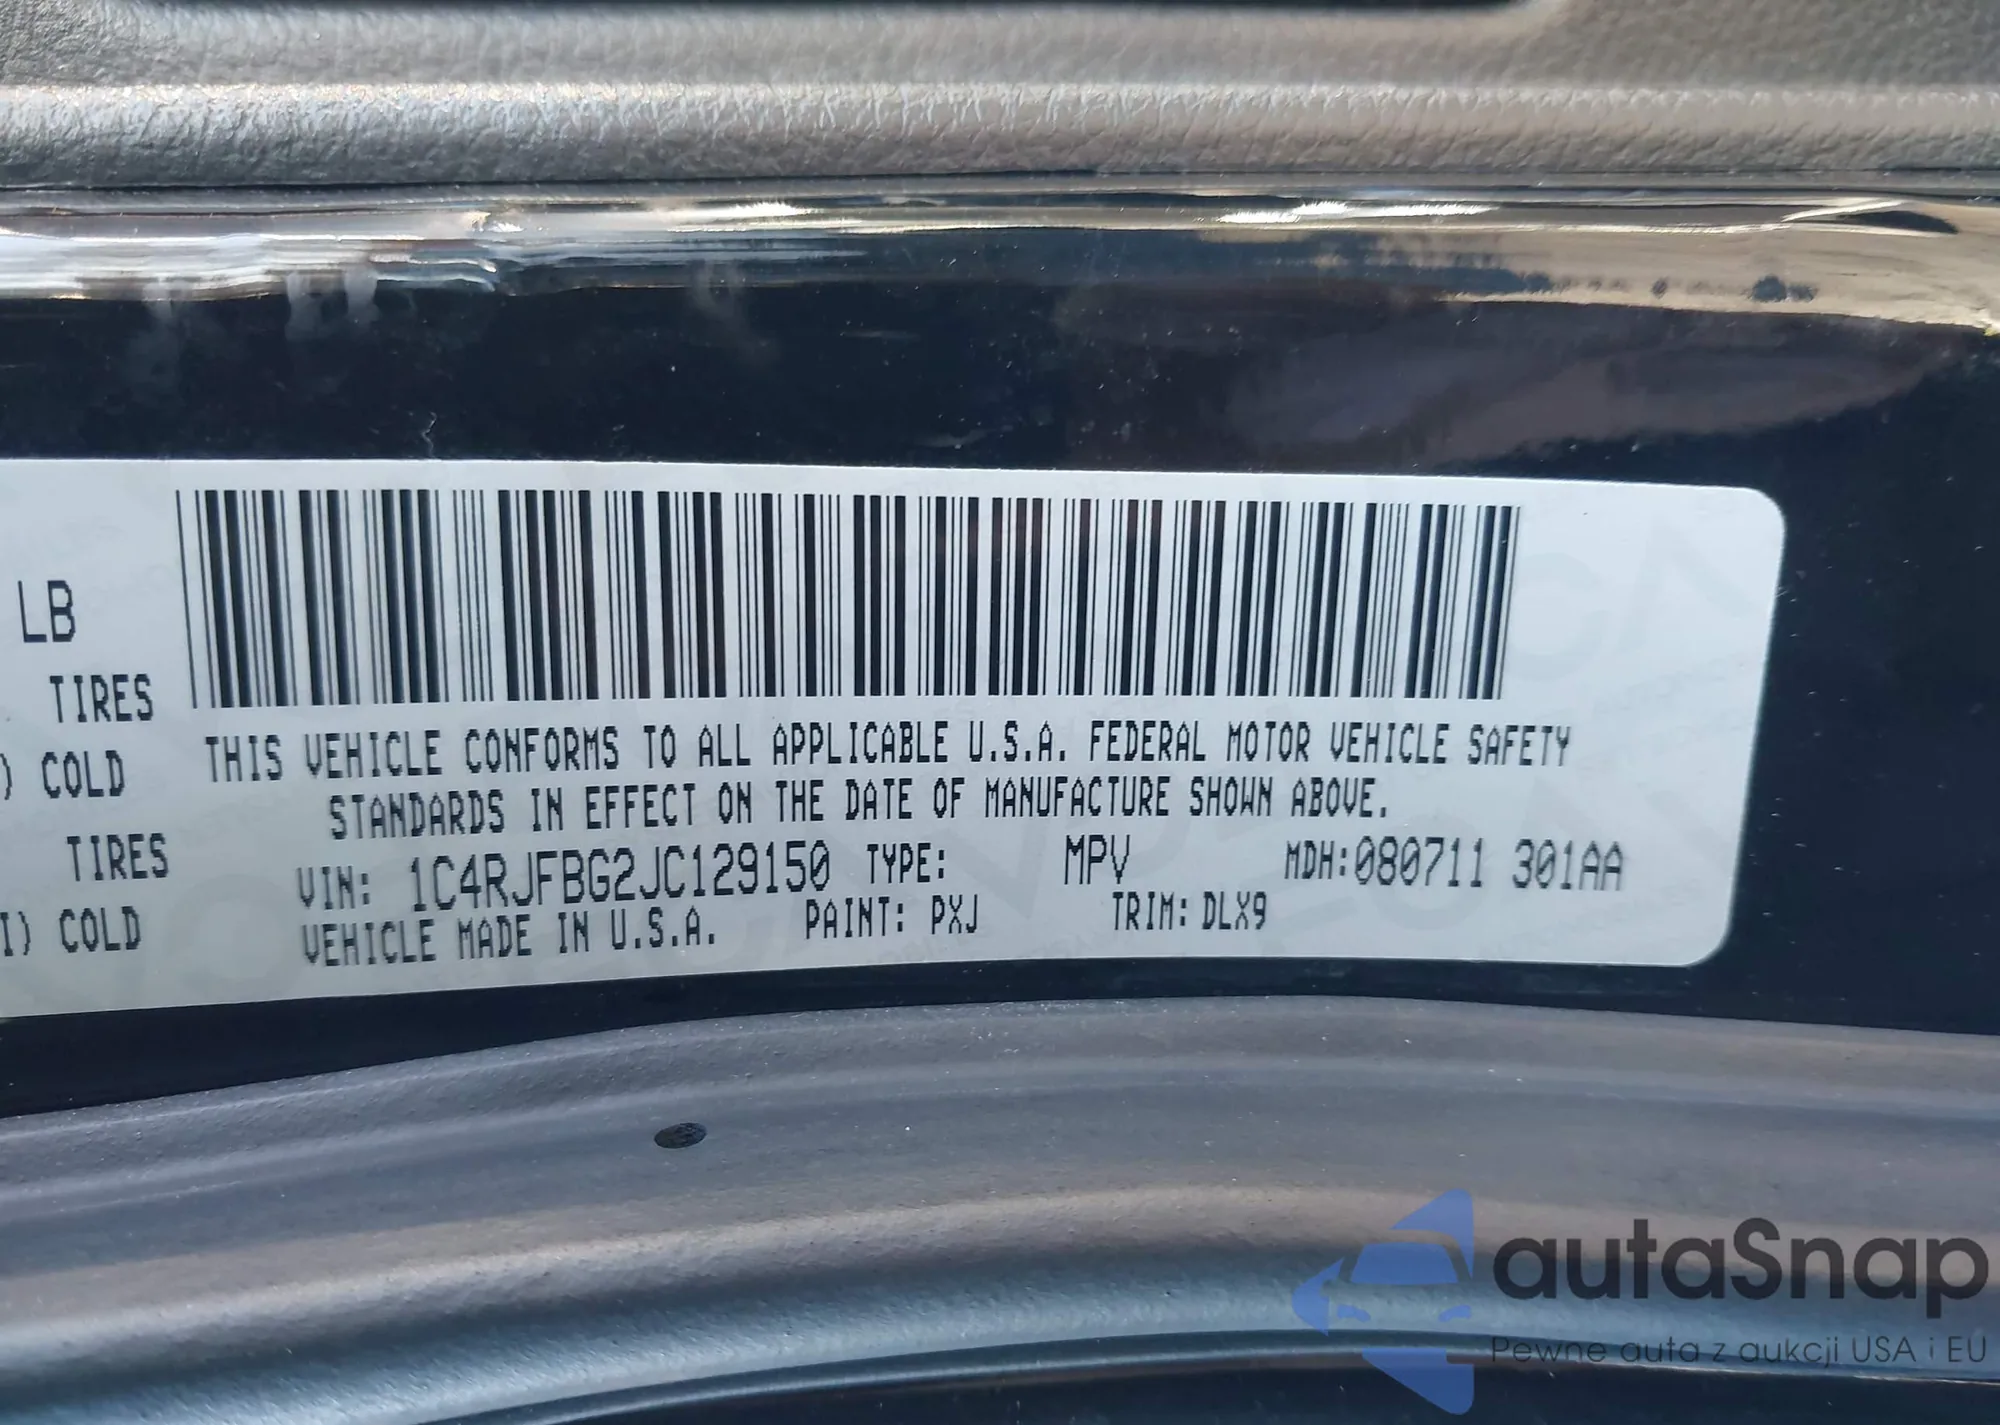 LB
TIRES
) COLD
TIRES
I) COLD
THIS VEHICLE CONFORMS TO ALL APPLICABLE U.S.A. FEDERAL MOTOR VEHICLE SAFETY
STANDARDS IN EFFECT ON THE DATE OF MANUFACTURE SHOWN ABOVE.
VIN: 1C4RJFBG2JC129150 TYPE: MPV MDH:080711 301AA
VEHICLE MADE IN U.S.A. PAINT: PXJ TRIM: DLX9
autaSnap
Pewne auta z aukcji USA i EU